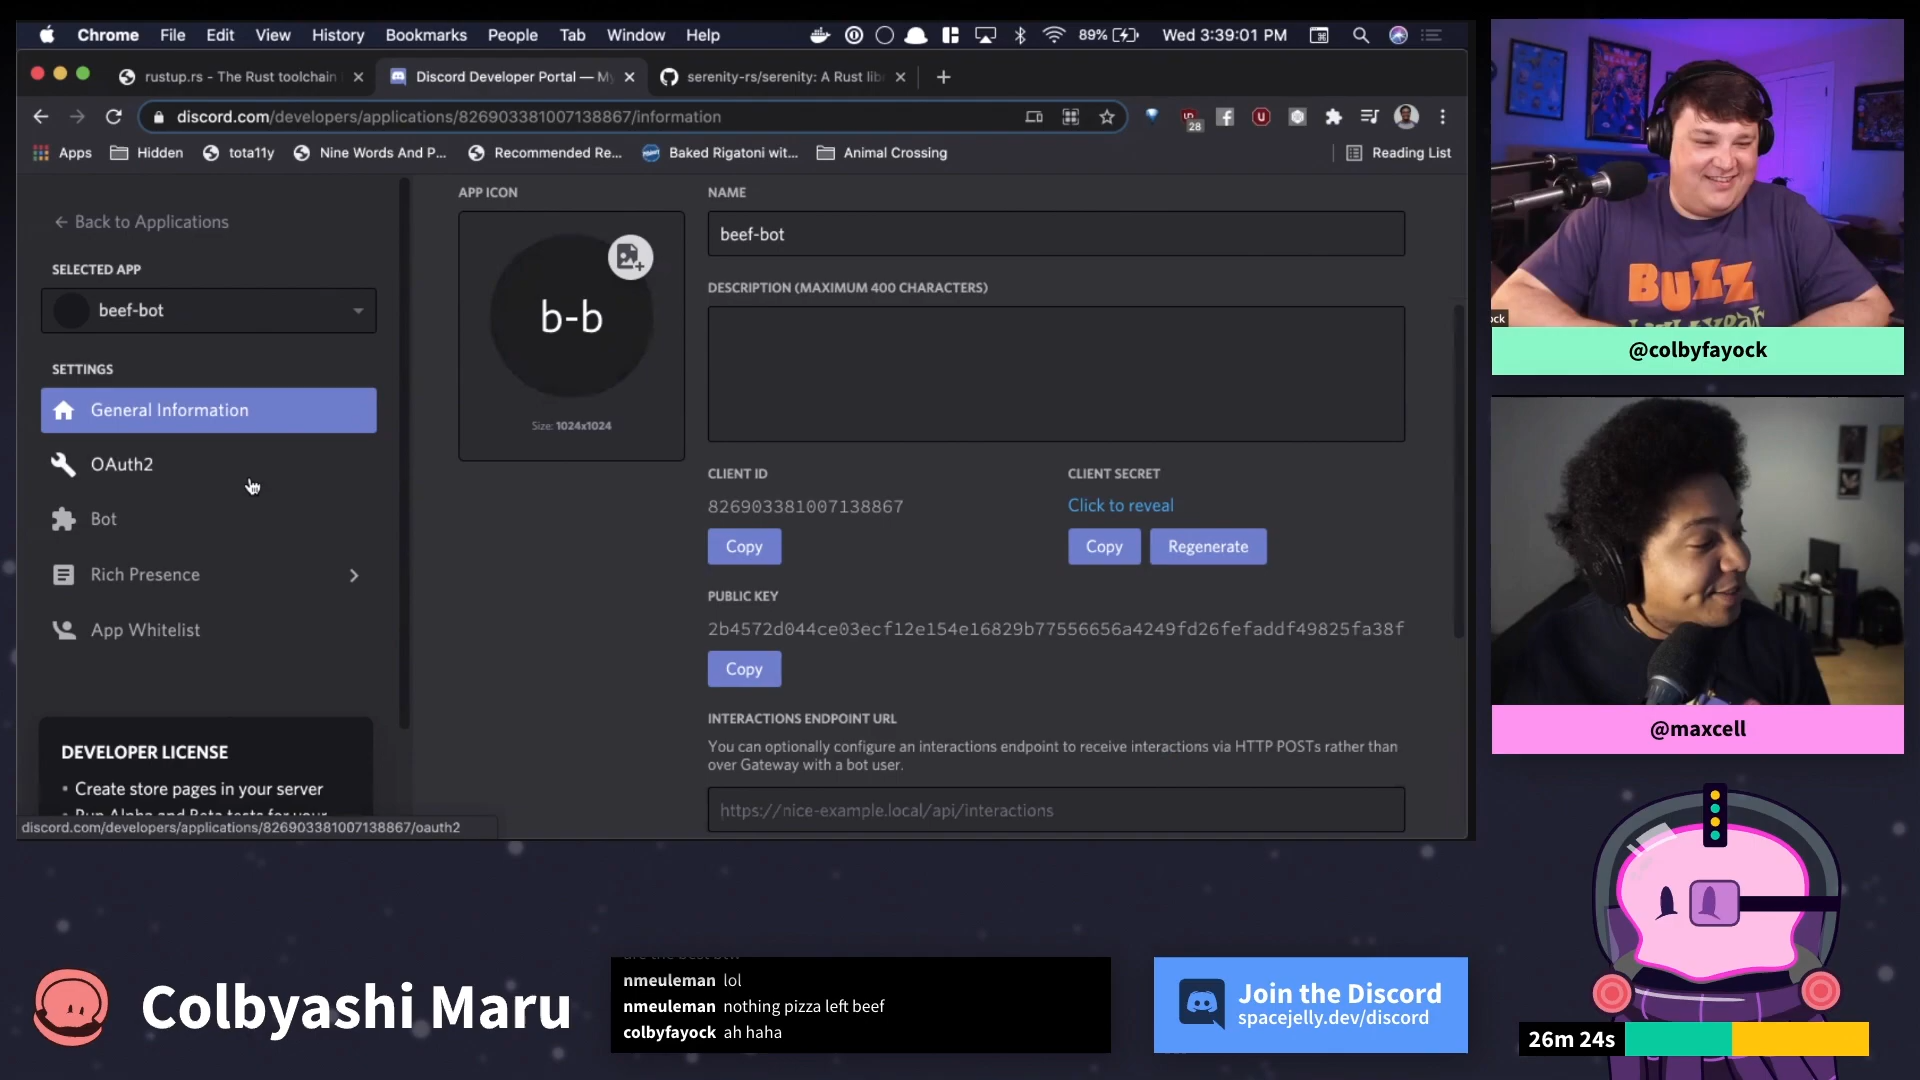 Chrome File Edit View History Bookmarks People Tab Window Help 89% Wed 3:39:01 PM
rustup.rs - The Rust toolchain
Discord Developer Portal — My
serenity-rs/serenity: A Rust lib
discord.com/developers/applications/826903381007138867/information
28
Apps Hidden tota11y Nine Words And P... Recommended Re... Baked Rigatoni wit... Animal Crossing Reading List
← Back to Applications
SELECTED APP
beef-bot
SETTINGS
General Information
OAuth2
Bot
Rich Presence
App Whitelist
DEVELOPER LICENSE
• Create store pages in your server
discord.com/developers/applications/826903381007138867/oauth2
APP ICON
b-b
Size: 1024x1024
NAME
beef-bot
DESCRIPTION (MAXIMUM 400 CHARACTERS)
CLIENT ID
826903381007138867
Copy
CLIENT SECRET
Click to reveal
Copy Regenerate
PUBLIC KEY
2b4572d044ce03ecf12e154e16829b77556656a4249fd26fefaddf49825fa38f
Copy
INTERACTIONS ENDPOINT URL
You can optionally configure an interactions endpoint to receive interactions via HTTP POSTs rather than
over Gateway with a bot user.
https://nice-example.local/api/interactions
BUZZ
ock
@colbyfayock
@maxcell
Colbyashi Maru
nmeuleman lol
nmeuleman nothing pizza left beef
colbyfayock ah haha
Join the Discord
spacejelly.dev/discord
26m 24s